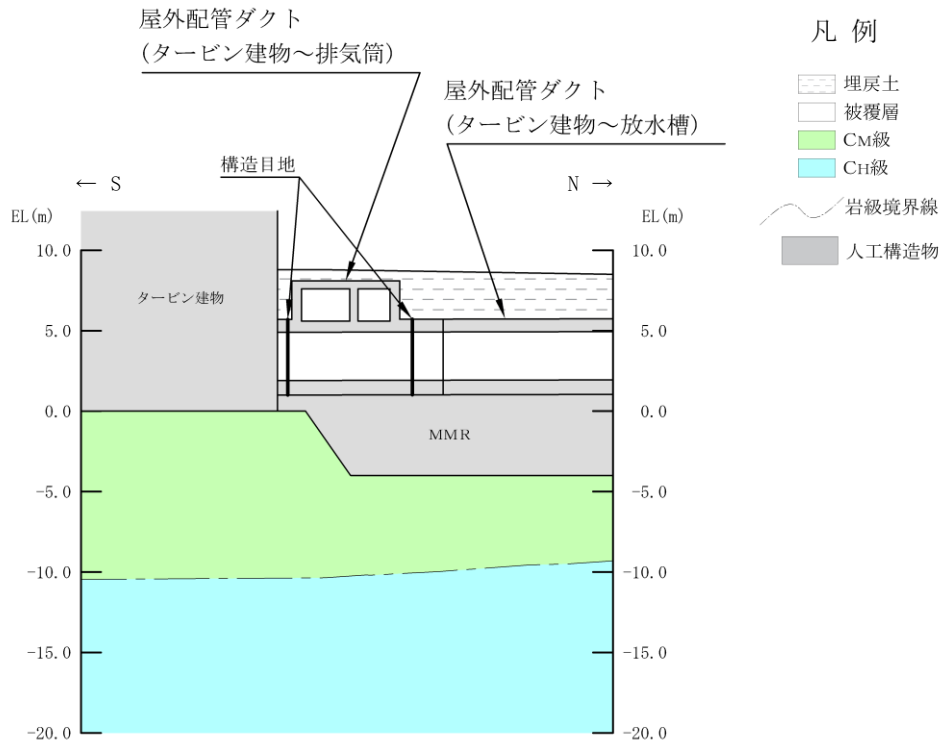 屋外配管ダクト
(タービン建物～排気筒)
屋外配管ダクト
(タービン建物～放水槽)
構造目地
← S
N →
EL(m)
EL(m)
10.0
5.0
0.0
-5.0
-10.0
-15.0
-20.0
10.0
5.0
0.0
-5.0
-10.0
-15.0
-20.0
タービン建物
MMR
凡 例
埋戻土
被覆層
CM級
CH級
岩級境界線
人工構造物